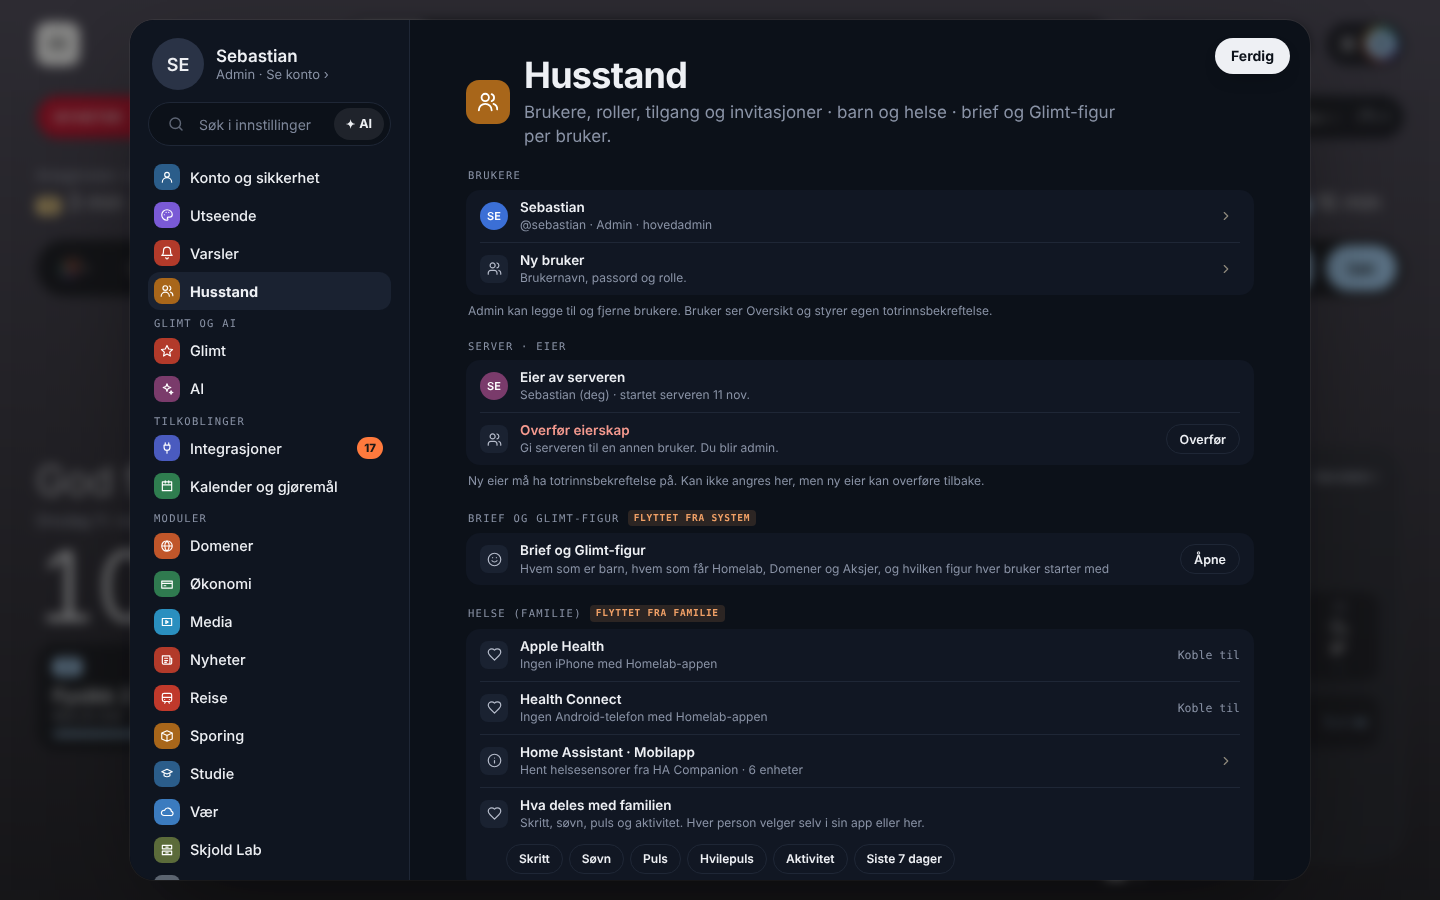 SE
Sebastian
Admin · Se konto ›
Søk i innstillinger
✦ AI
Konto og sikkerhet
Utseende
Varsler
Husstand
GLIMT OG AI
Glimt
AI
TILKOBLINGER
Integrasjoner
17
Kalender og gjøremål
MODULER
Domener
Økonomi
Media
Nyheter
Reise
Sporing
Studie
Vær
Skjold Lab
Ferdig
Husstand
Brukere, roller, tilgang og invitasjoner · barn og helse · brief og Glimt-figur
per bruker.
BRUKERE
SE
Sebastian
@sebastian · Admin · hovedadmin
Ny bruker
Brukernavn, passord og rolle.
Admin kan legge til og fjerne brukere. Bruker ser Oversikt og styrer egen totrinnsbekreftelse.
SERVER · EIER
SE
Eier av serveren
Sebastian (deg) · startet serveren 11 nov.
Overfør eierskap
Gi serveren til en annen bruker. Du blir admin.
Overfør
Ny eier må ha totrinnsbekreftelse på. Kan ikke angres her, men ny eier kan overføre tilbake.
BRIEF OG GLIMT-FIGUR
FLYTTET FRA SYSTEM
Brief og Glimt-figur
Hvem som er barn, hvem som får Homelab, Domener og Aksjer, og hvilken figur hver bruker starter med
Åpne
HELSE (FAMILIE)
FLYTTET FRA FAMILIE
Apple Health
Ingen iPhone med Homelab-appen
Koble til
Health Connect
Ingen Android-telefon med Homelab-appen
Koble til
Home Assistant · Mobilapp
Hent helsesensorer fra HA Companion · 6 enheter
Hva deles med familien
Skritt, søvn, puls og aktivitet. Hver person velger selv i sin app eller her.
Skritt
Søvn
Puls
Hvilepuls
Aktivitet
Siste 7 dager
10